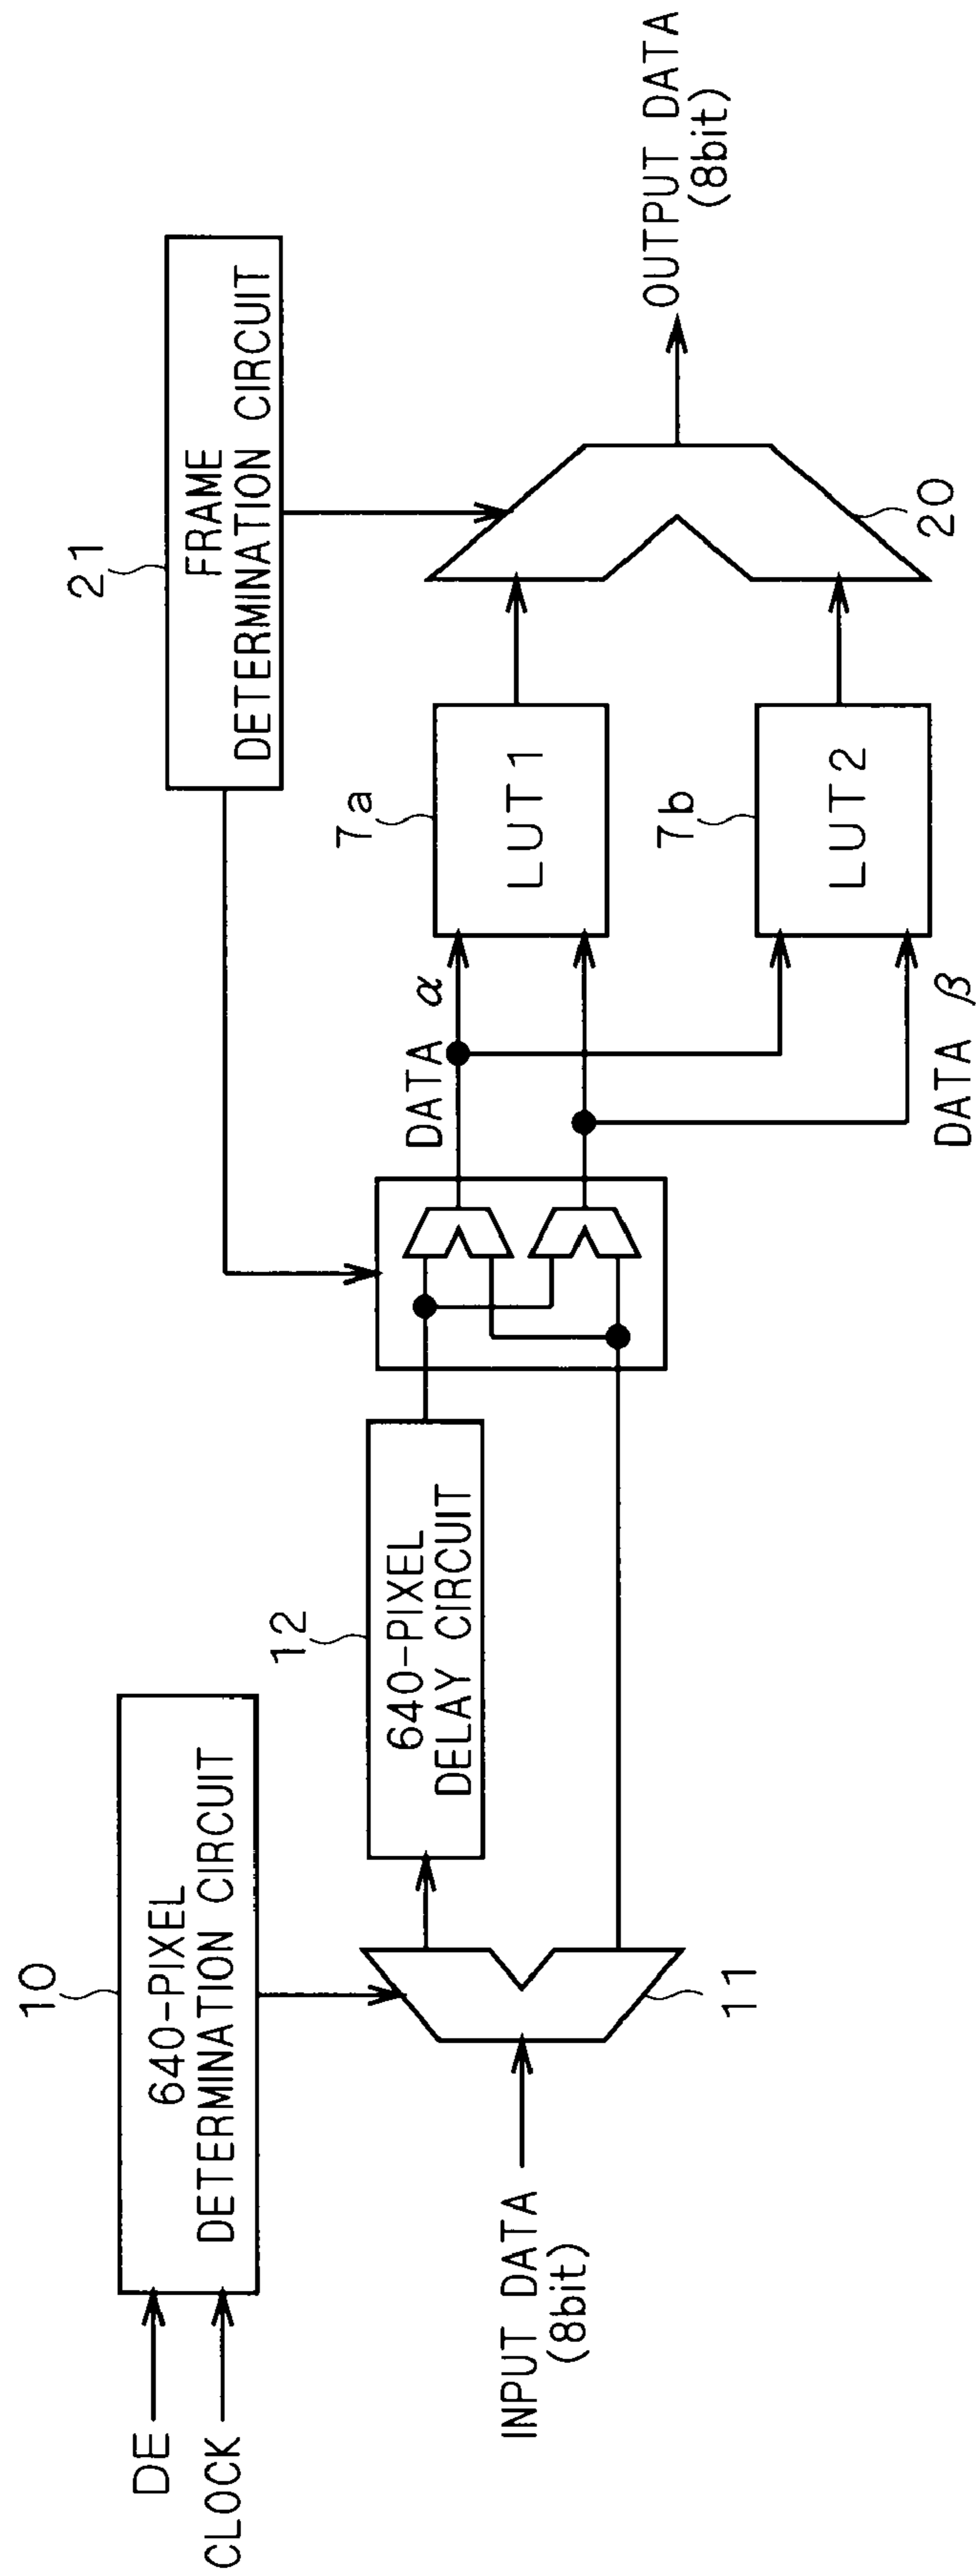 DE
CLOCK
10
640-PIXEL
DETERMINATION CIRCUIT
INPUT DATA
(8bit)
11
12
640-PIXEL
DELAY CIRCUIT
21
FRAME
DETERMINATION CIRCUIT
DATA α
DATA β
7a
LUT1
7b
LUT2
20
OUTPUT DATA
(8bit)